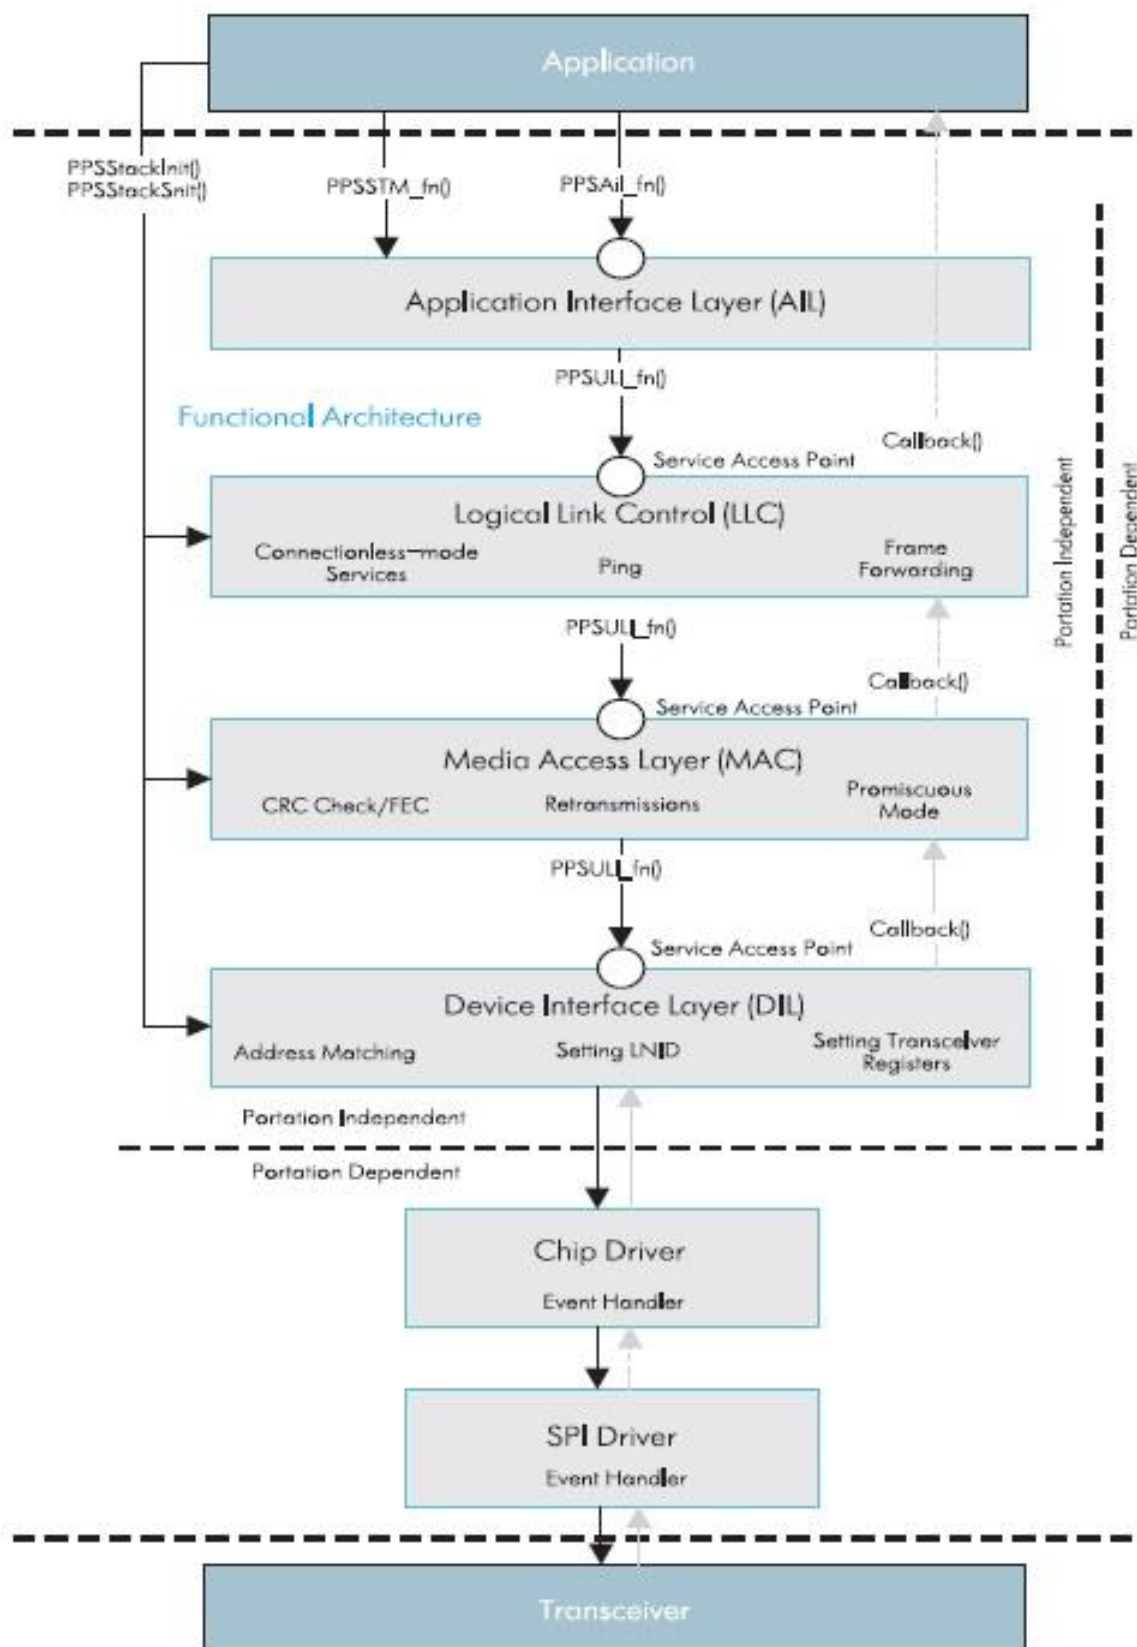 Application
PPSStackInit()
PPSStackSnit()
PPSSTM_fn()
PPSAil_fn()
Application Interface Layer (AIL)
PPSULI_fn()
Functional Architecture
Callback()
Service Access Point
Logical Link Control (LLC)
Connectionless-mode
Services
Ping
Frame
Forwarding
Portation Independent
Portation Dependent
PPSULI_fn()
Callback()
Service Access Point
Media Access Layer (MAC)
CRC Check/FEC
Retransmissions
Promiscuous
Mode
PPSULI_fn()
Callback()
Service Access Point
Device Interface Layer (DIL)
Address Matching
Setting LNID
Setting Transceiver
Registers
Portation Independent
Portation Dependent
Chip Driver
Event Handler
SPI Driver
Event Handler
Transceiver